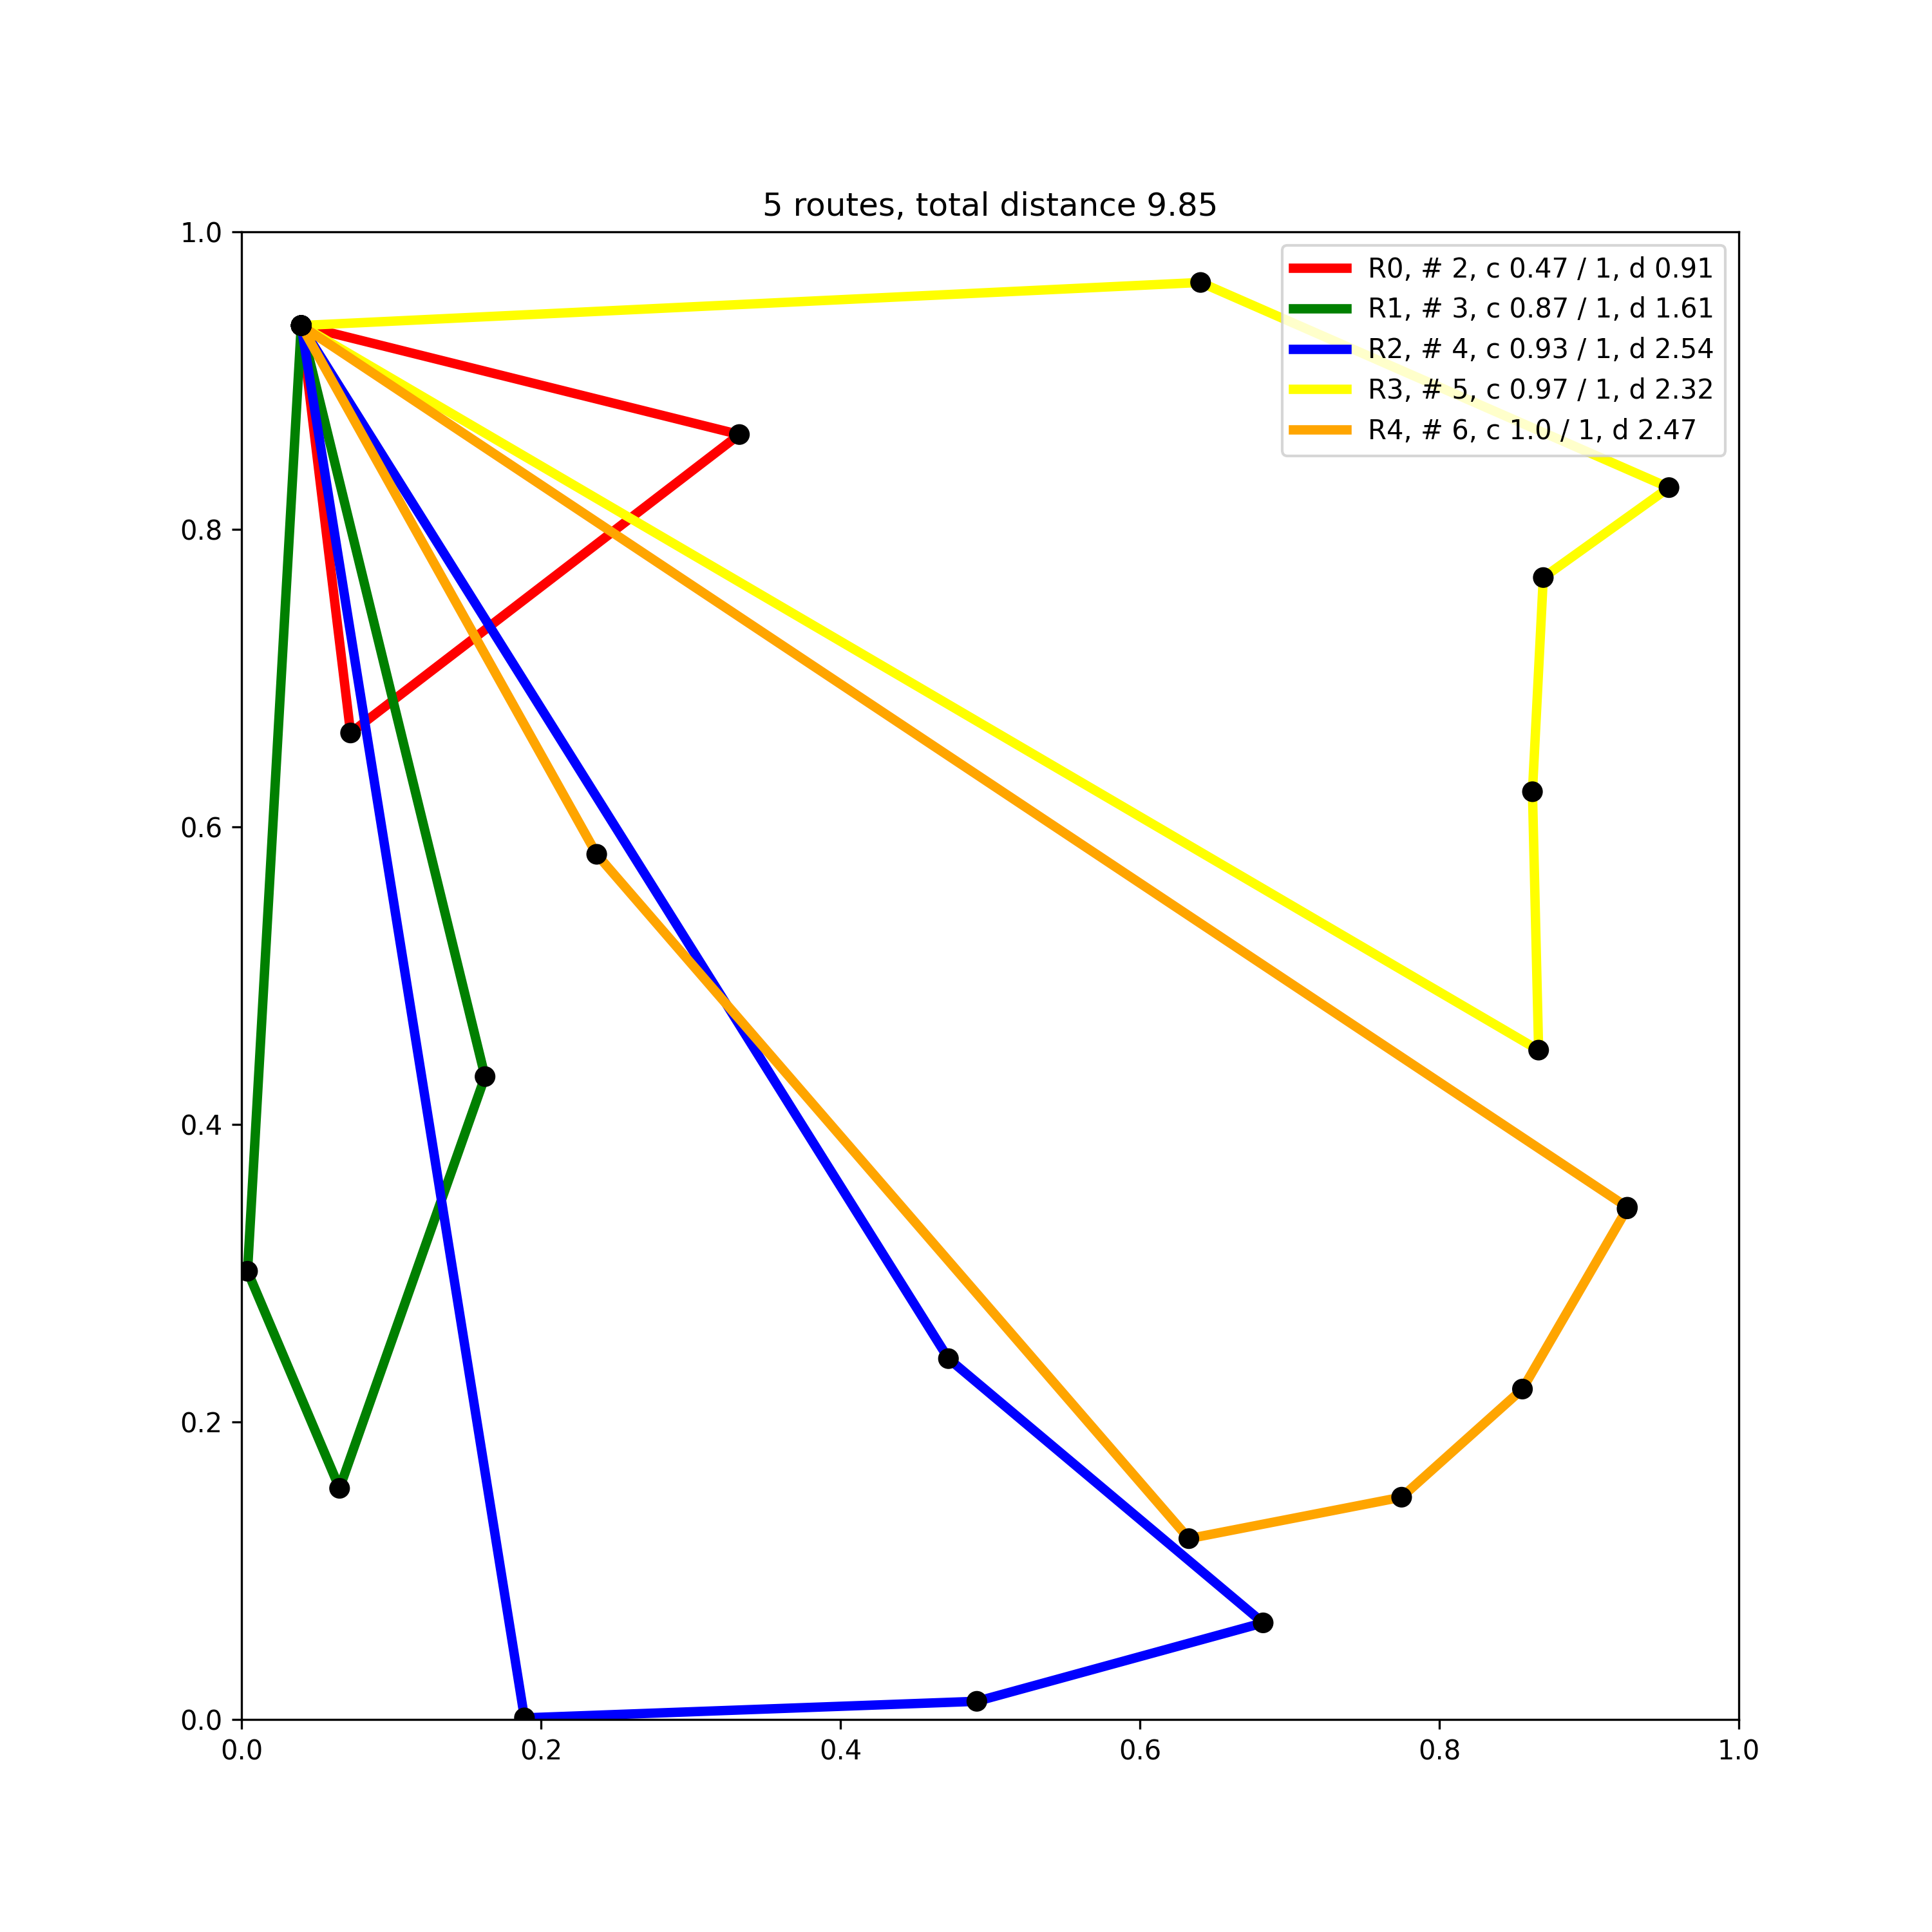 5 routes, total distance 9.85
R0, # 2, c 0.47 / 1, d 0.91
R1, # 3, c 0.87 / 1, d 1.61
R2, # 4, c 0.93 / 1, d 2.54
R3, # 5, c 0.97 / 1, d 2.32
R4, # 6, c 1.0 / 1, d 2.47
1.0
0.8
0.6
0.4
0.2
0.0
0.0 0.2 0.4 0.6 0.8 1.0